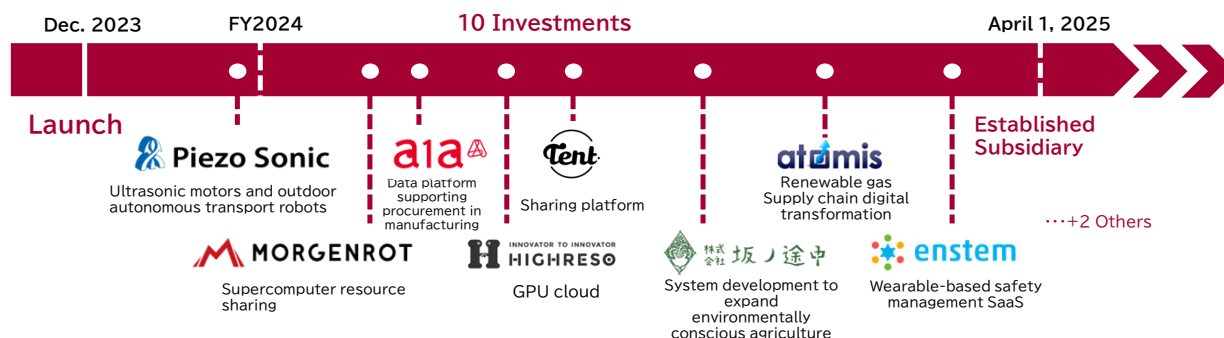 Dec. 2023
FY2024
10 Investments
April 1, 2025
Launch
Piezo Sonic
Ultrasonic motors and outdoor
autonomous transport robots
a1a
Data platform
supporting
procurement in
manufacturing
Tent
Sharing platform
atomis
Renewable gas
Supply chain digital
transformation
Established
Subsidiary
…+2 Others
MORGENROT
Supercomputer resource
sharing
INNOVATOR TO INNOVATOR
HIGHRESO
GPU cloud
株式
会社
坂ノ途中
System development to
expand
environmentally
conscious agriculture
enstem
Wearable-based safety
management SaaS